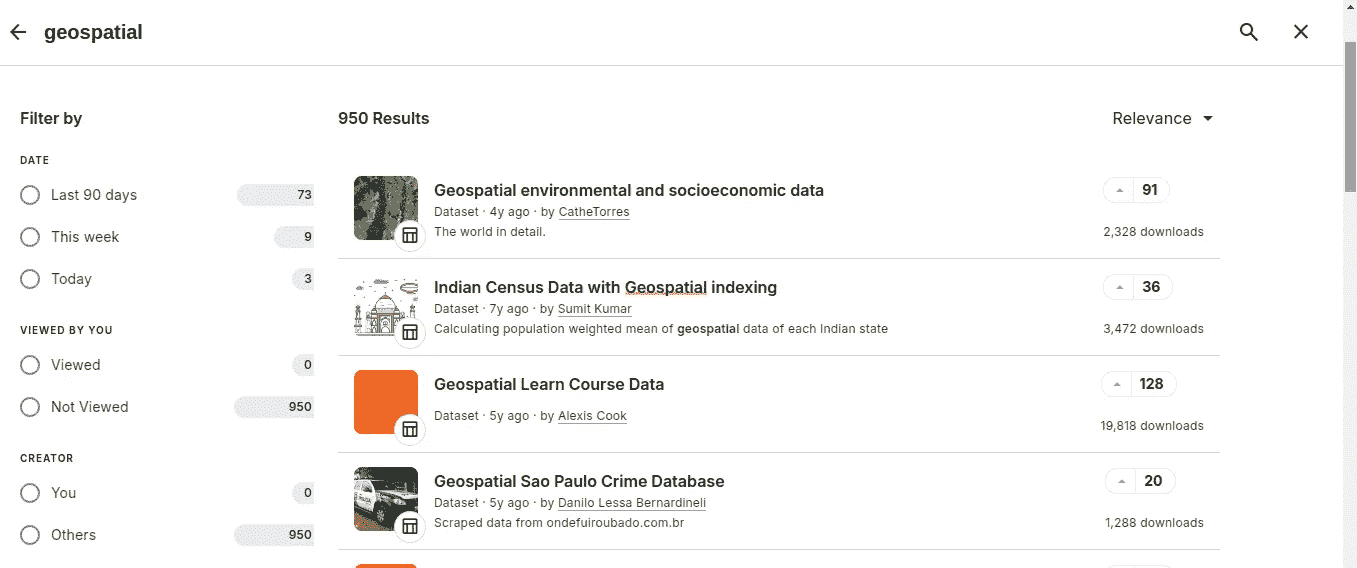 geospatial
Filter by
DATE
Last 90 days 73
This week 9
Today 3
VIEWED BY YOU
Viewed 0
Not Viewed 950
CREATOR
You 0
Others 950
950 Results
Relevance
Geospatial environmental and socioeconomic data
Dataset · 4y ago · by CatheTorres
The world in detail.
91
2,328 downloads
Indian Census Data with Geospatial indexing
Dataset · 7y ago · by Sumit Kumar
Calculating population weighted mean of geospatial data of each Indian state
36
3,472 downloads
Geospatial Learn Course Data
Dataset · 5y ago · by Alexis Cook
128
19,818 downloads
Geospatial Sao Paulo Crime Database
Dataset · 5y ago · by Danilo Lessa Bernardineli
Scraped data from ondefuiroubado.com.br
20
1,288 downloads